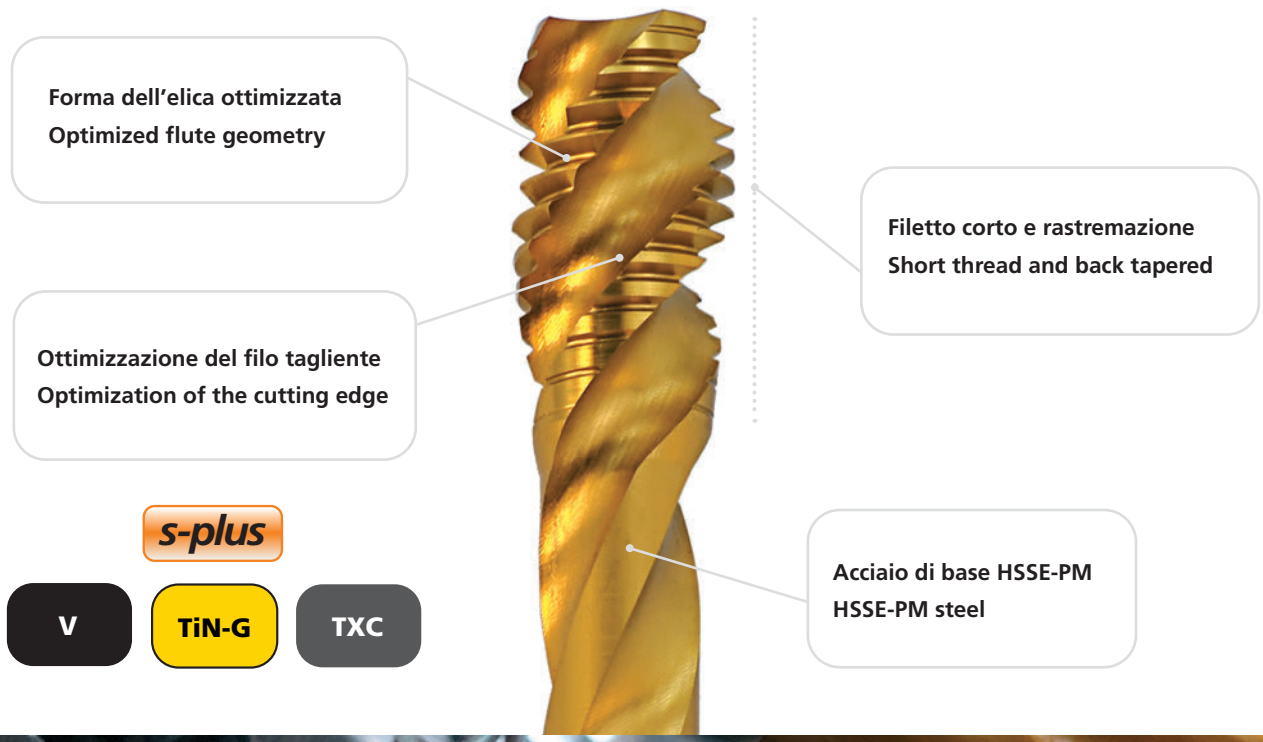 Forma dell’elica ottimizzata
Optimized flute geometry
Filetto corto e rastremazione
Short thread and back tapered
Ottimizzazione del filo tagliente
Optimization of the cutting edge
s-plus
V
TiN-G
TXC
Acciaio di base HSSE-PM
HSSE-PM steel